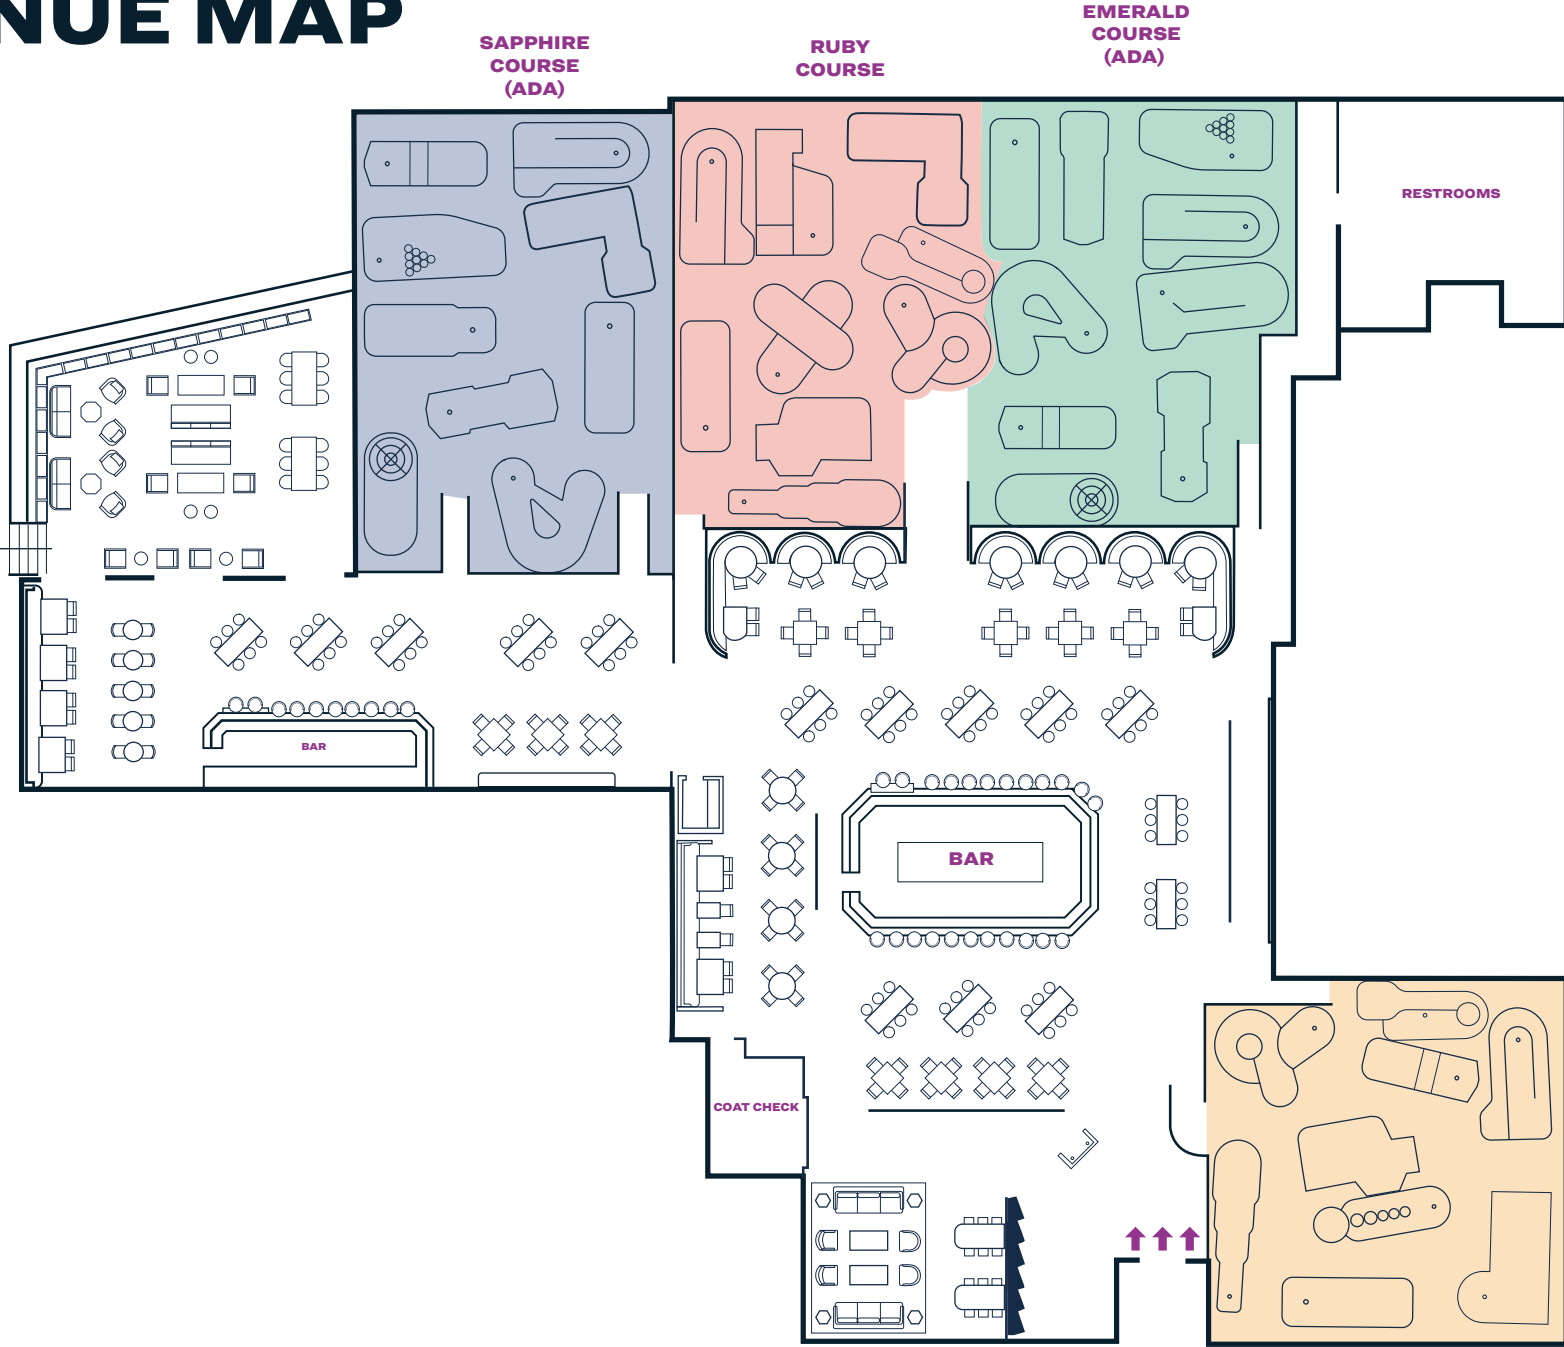 NUE MAP
SAPPHIRE
COURSE
(ADA)
RUBY
COURSE
EMERALD
COURSE
(ADA)
RESTROOMS
BAR
BAR
COAT CHECK